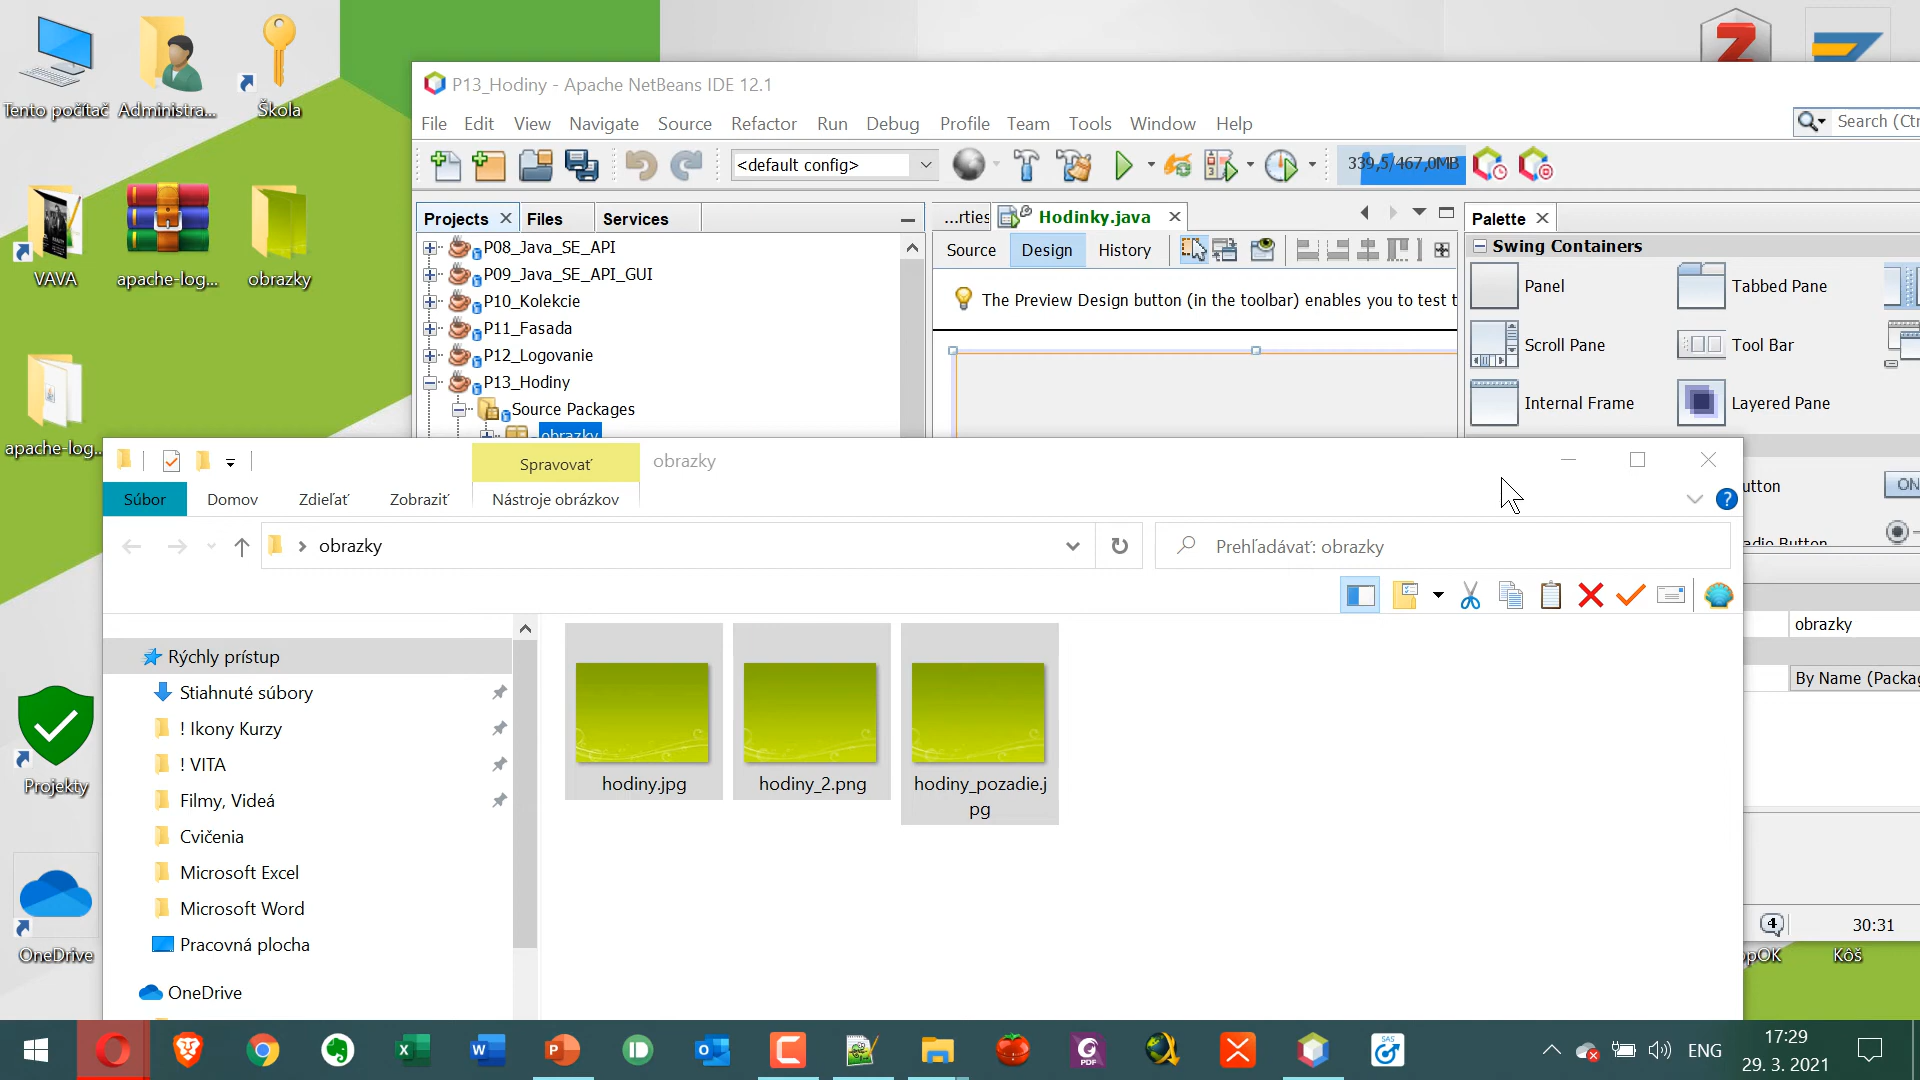 Tento počítač
Administra...
Škola
VAVA
apache-log...
obrazky
apache-log...
Projekty
OneDrive
P13_Hodiny - Apache NetBeans IDE 12.1
File Edit View Navigate Source Refactor Run Debug Profile Team Tools Window Help
Search (Ctr
<default config>
339,5/467,0MB
Projects Files Services
P08_Java_SE_API
P09_Java_SE_API_GUI
P10_Kolekcie
P11_Fasada
P12_Logovanie
P13_Hodiny
Source Packages
obrazky
...rties
Hodinky.java
Source Design History
The Preview Design button (in the toolbar) enables you to test t
Palette
Swing Containers
Panel
Tabbed Pane
Scroll Pane
Tool Bar
Internal Frame
Layered Pane
utton
ON
adio Button
obrazky
By Name (Packag
4
30:31
opOK
Kôš
Spravovať
obrazky
Súbor Domov Zdieľať Zobraziť Nástroje obrázkov
obrazky
Prehľadávať: obrazky
Rýchly prístup
Stiahnuté súbory
! Ikony Kurzy
! VITA
Filmy, Videá
Cvičenia
Microsoft Excel
Microsoft Word
Pracovná plocha
OneDrive
hodiny.jpg
hodiny_2.png
hodiny_pozadie.j
pg
ENG
17:29
29. 3. 2021